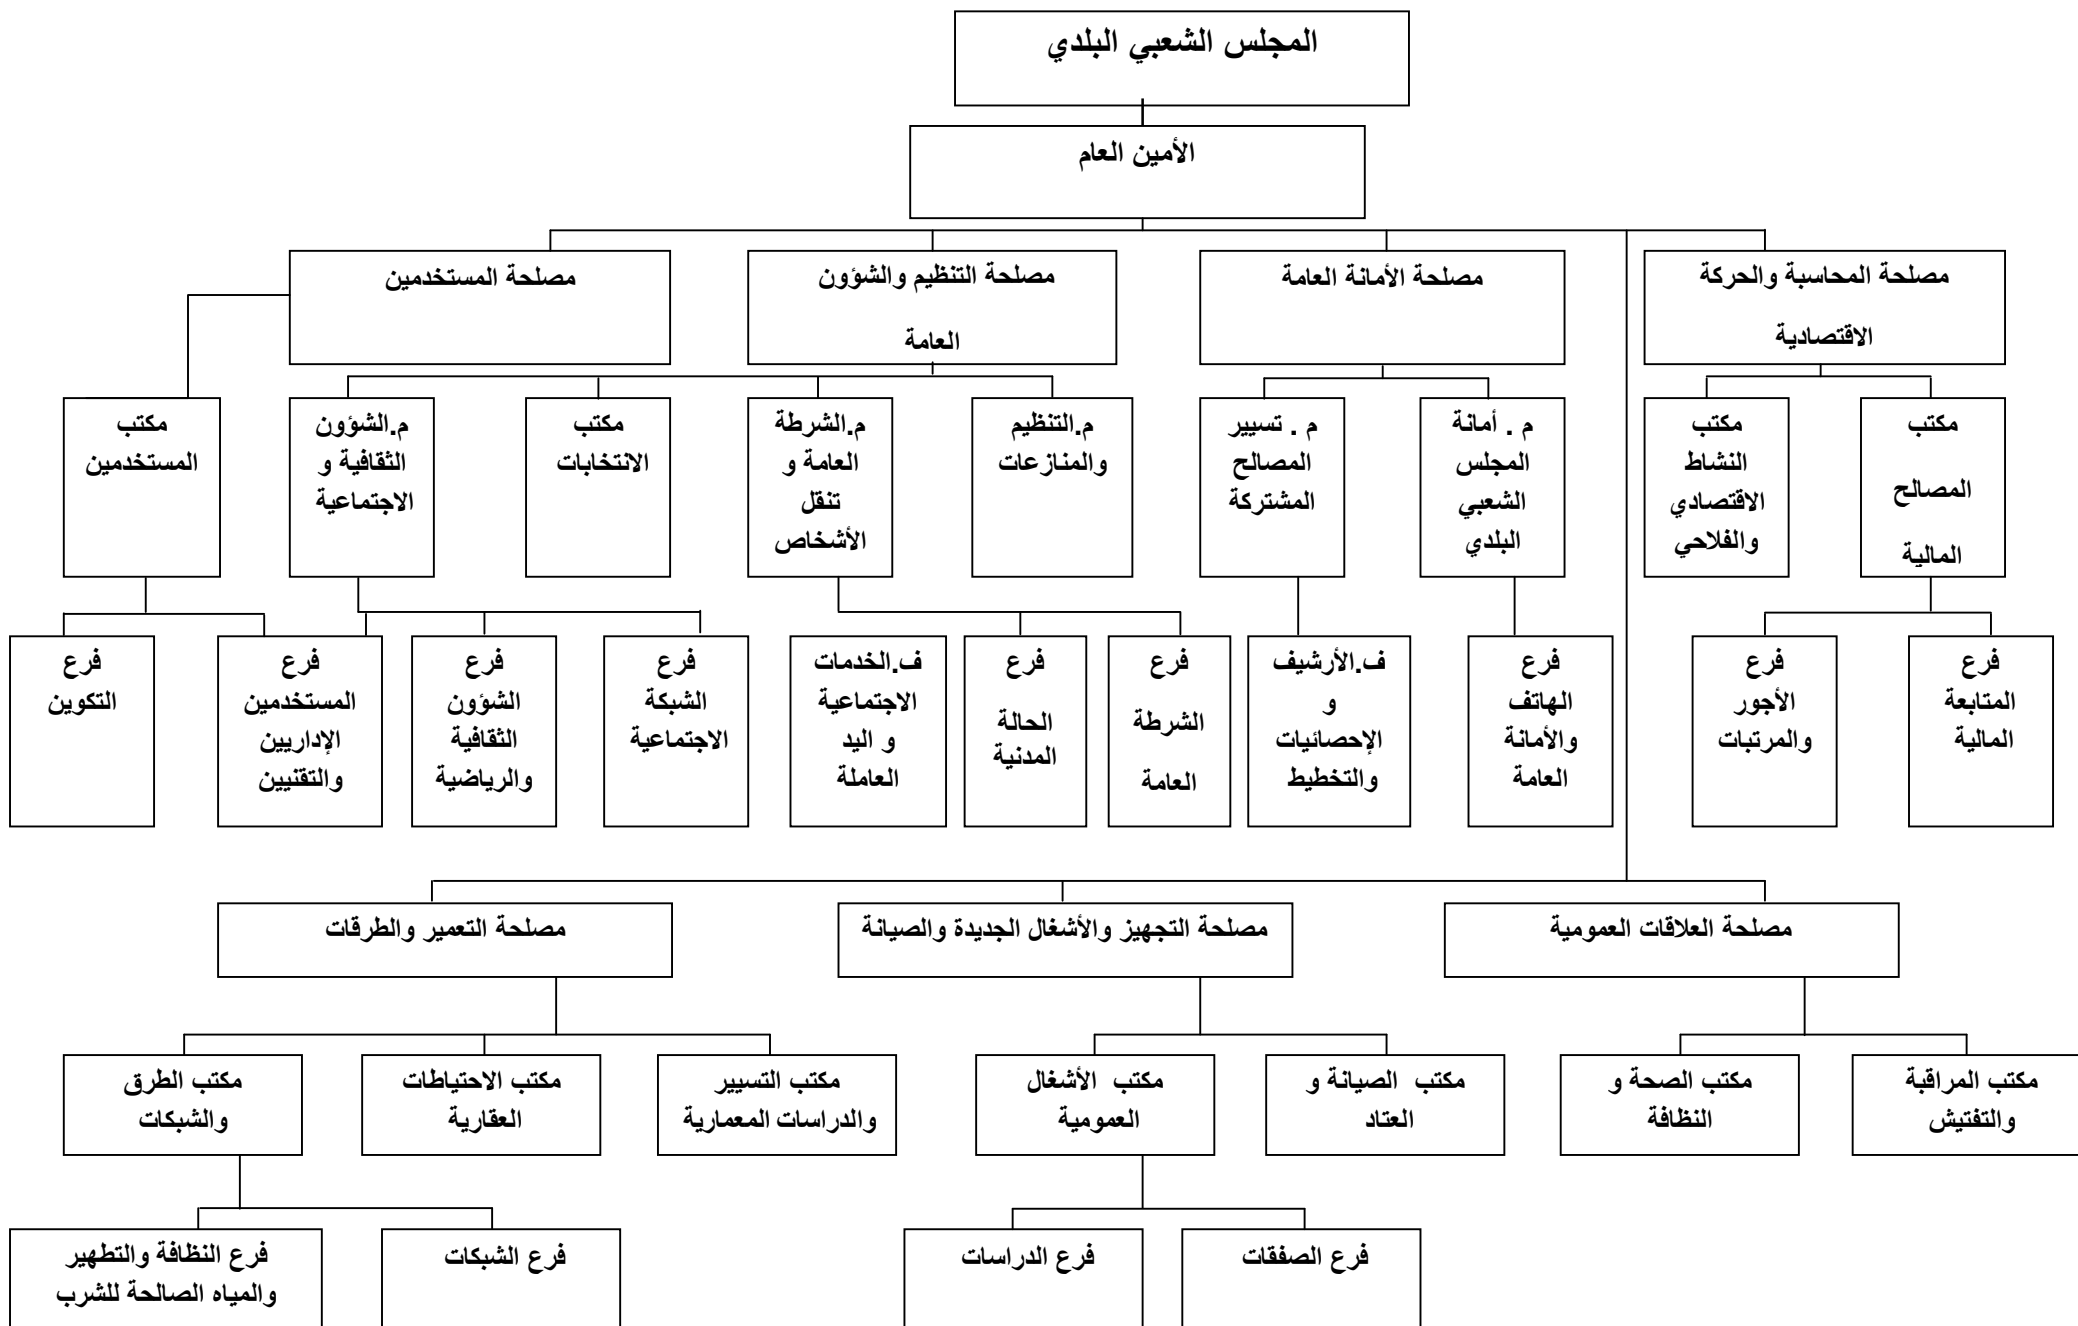 المجلس الشعبي البلدي
الأمين العام
مصلحة المحاسبة والحركة
الاقتصادية
مصلحة الأمانة العامة
مصلحة التنظيم والشؤون
العامة
مصلحة المستخدمين
مكتب
المصالح
المالية
مكتب
النشاط
الاقتصادي
والفلاحي
م . أمانة
المجلس
الشعبي
البلدي
م . تسيير
المصالح
المشتركة
م.التنظيم
والمنازعات
م.الشرطة
العامة و
تنقل
الأشخاص
مكتب
الانتخابات
م.الشؤون
الثقافية و
الاجتماعية
مكتب
المستخدمين
فرع
المتابعة
المالية
فرع
الأجور
والمرتبات
فرع
الهاتف
والأمانة
العامة
ف.الأرشيف
و
الإحصائيات
والتخطيط
فرع
الشرطة
العامة
فرع
الحالة
المدنية
ف.الخدمات
الاجتماعية
و اليد
العاملة
فرع
الشبكة
الاجتماعية
فرع
الشؤون
الثقافية
والرياضية
فرع
المستخدمين
الإداريين
والتقنيين
فرع
التكوين
مصلحة العلاقات العمومية
مصلحة التجهيز والأشغال الجديدة والصيانة
مصلحة التعمير والطرقات
مكتب المراقبة
والتفتيش
مكتب الصحة و
النظافة
مكتب الصيانة و
العتاد
مكتب الأشغال
العمومية
مكتب التسيير
والدراسات المعمارية
مكتب الاحتياطات
العقارية
مكتب الطرق
والشبكات
فرع الصفقات
فرع الدراسات
فرع الشبكات
فرع النظافة والتطهير
والمياه الصالحة للشرب